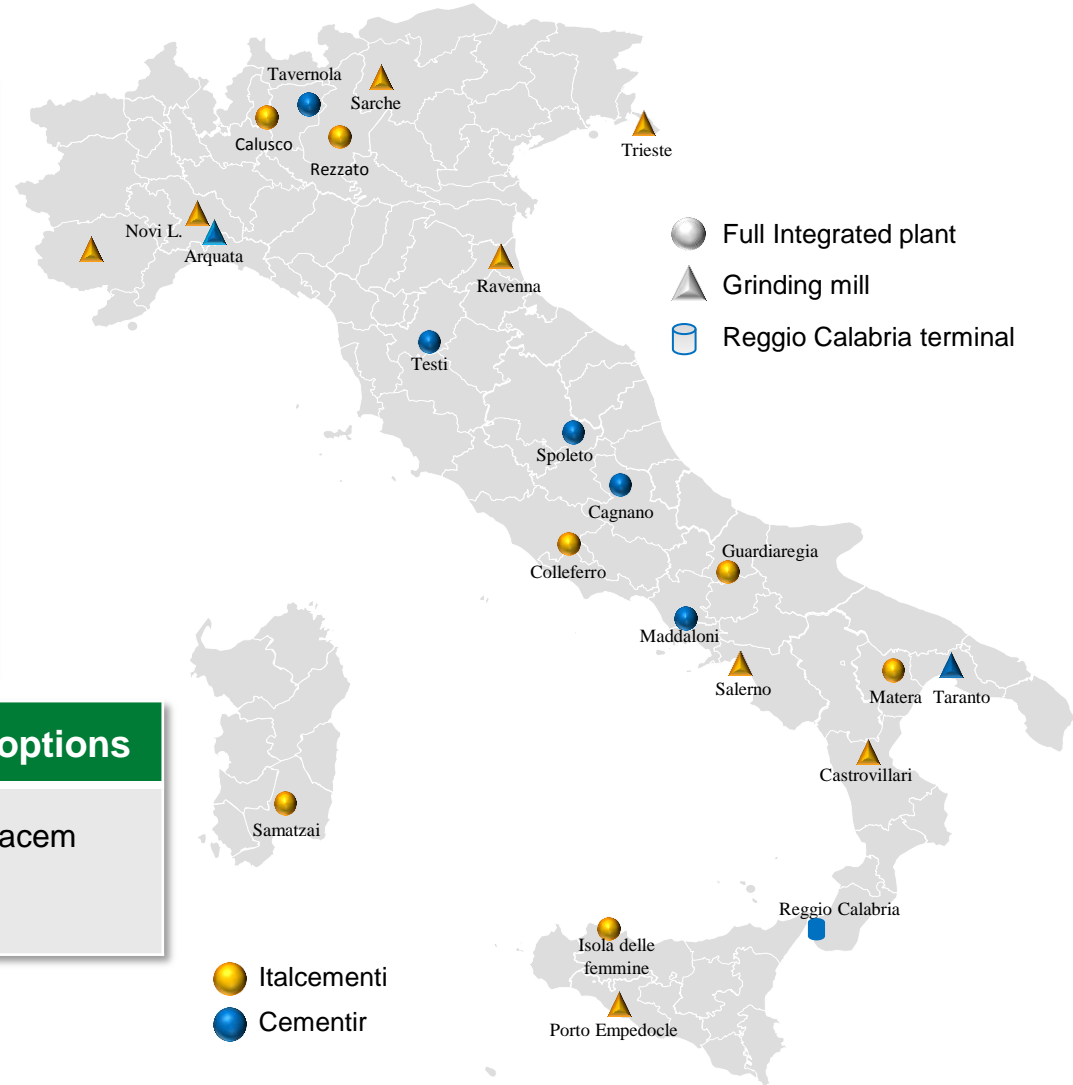 Tavernola
Sarche
Calusco
Rezzato
Trieste
Novi L.
Arquata
Ravenna
Full Integrated plant
Grinding mill
Reggio Calabria terminal
Testi
Spoleto
Cagnano
Colleferro
Guardiaregia
Maddaloni
Salerno
Matera
Taranto
options
Castrovillari
acem
Samatzai
Reggio Calabria
Isola delle
femmine
Italcementi
Cementir
Porto Empedocle